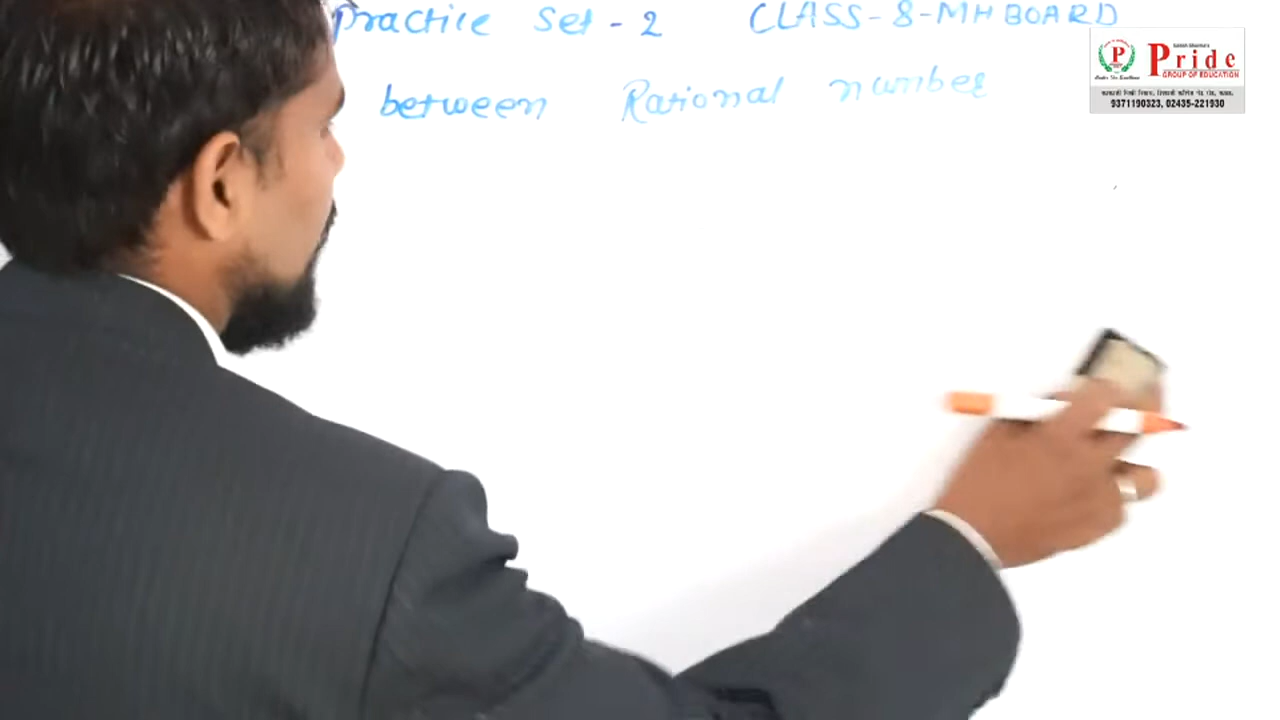 Practice Set - 2 CLASS - 8 - MH BOARD
between Rational number
Pride
GROUP OF EDUCATION
9371190323, 02435-221930